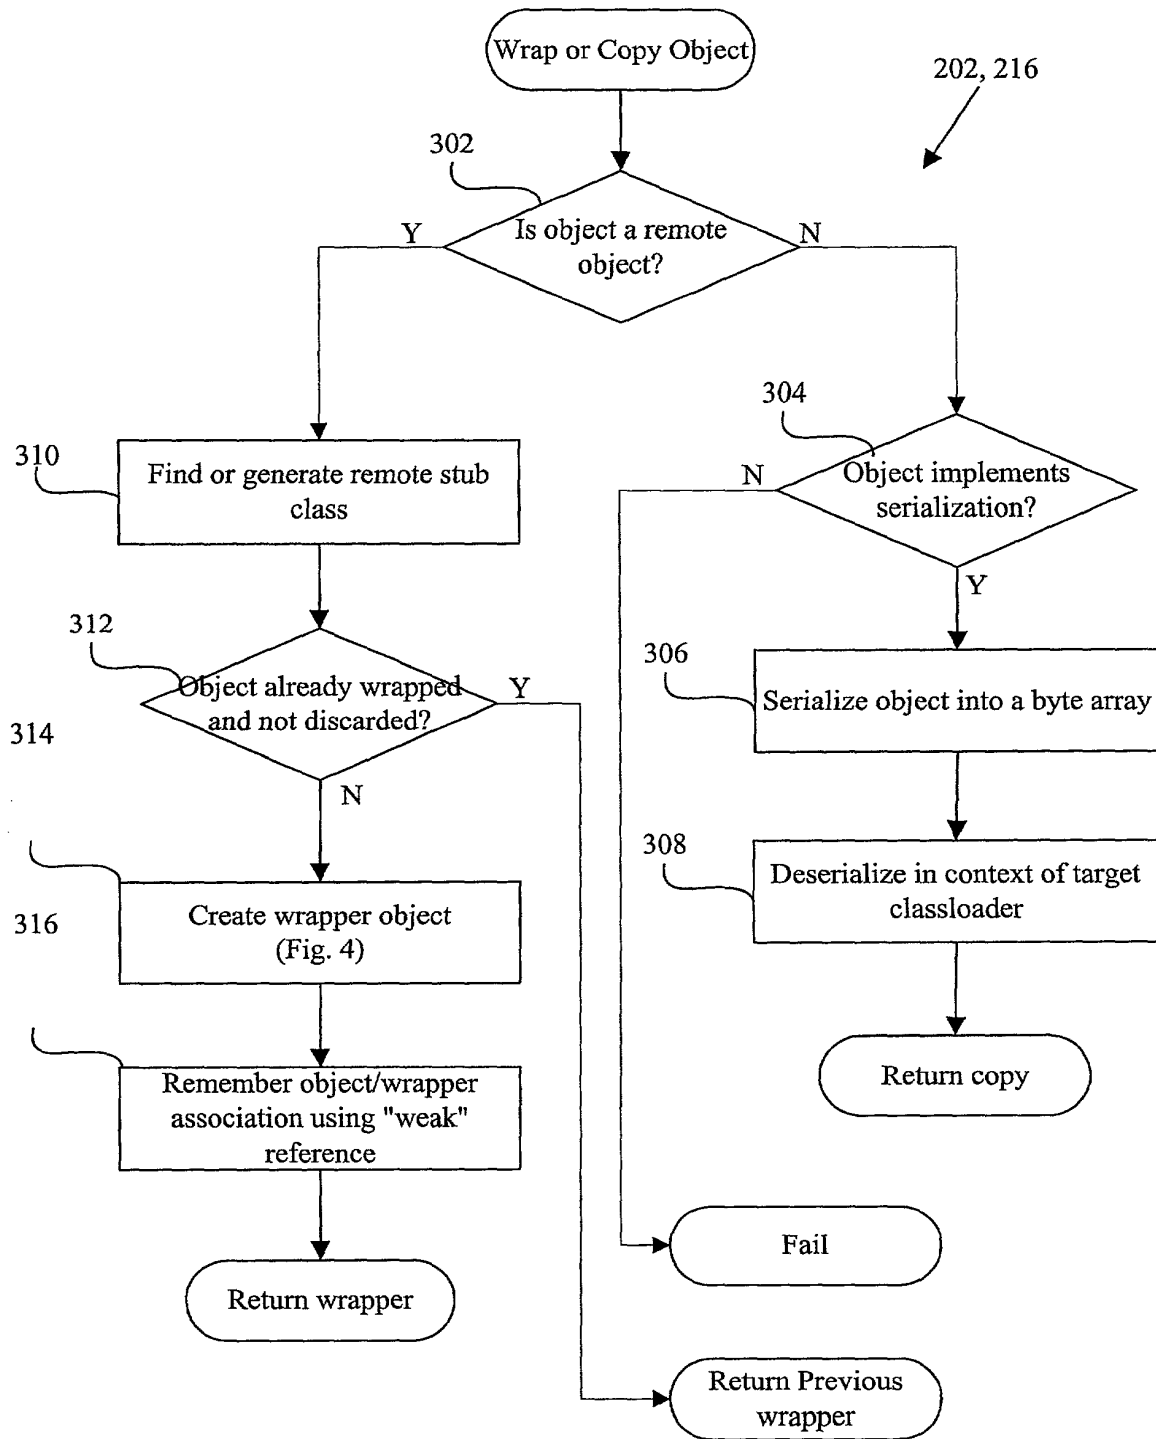 Wrap or Copy Object
202, 216
302
Is object a remote
object?
Y
N
304
Object implements
serialization?
N
Y
310
Find or generate remote stub
class
312
Object already wrapped
and not discarded?
Y
N
306
Serialize object into a byte array
308
Deserialize in context of target
classloader
Return copy
314
Create wrapper object
(Fig. 4)
316
Remember object/wrapper
association using "weak"
reference
Return wrapper
Fail
Return Previous
wrapper